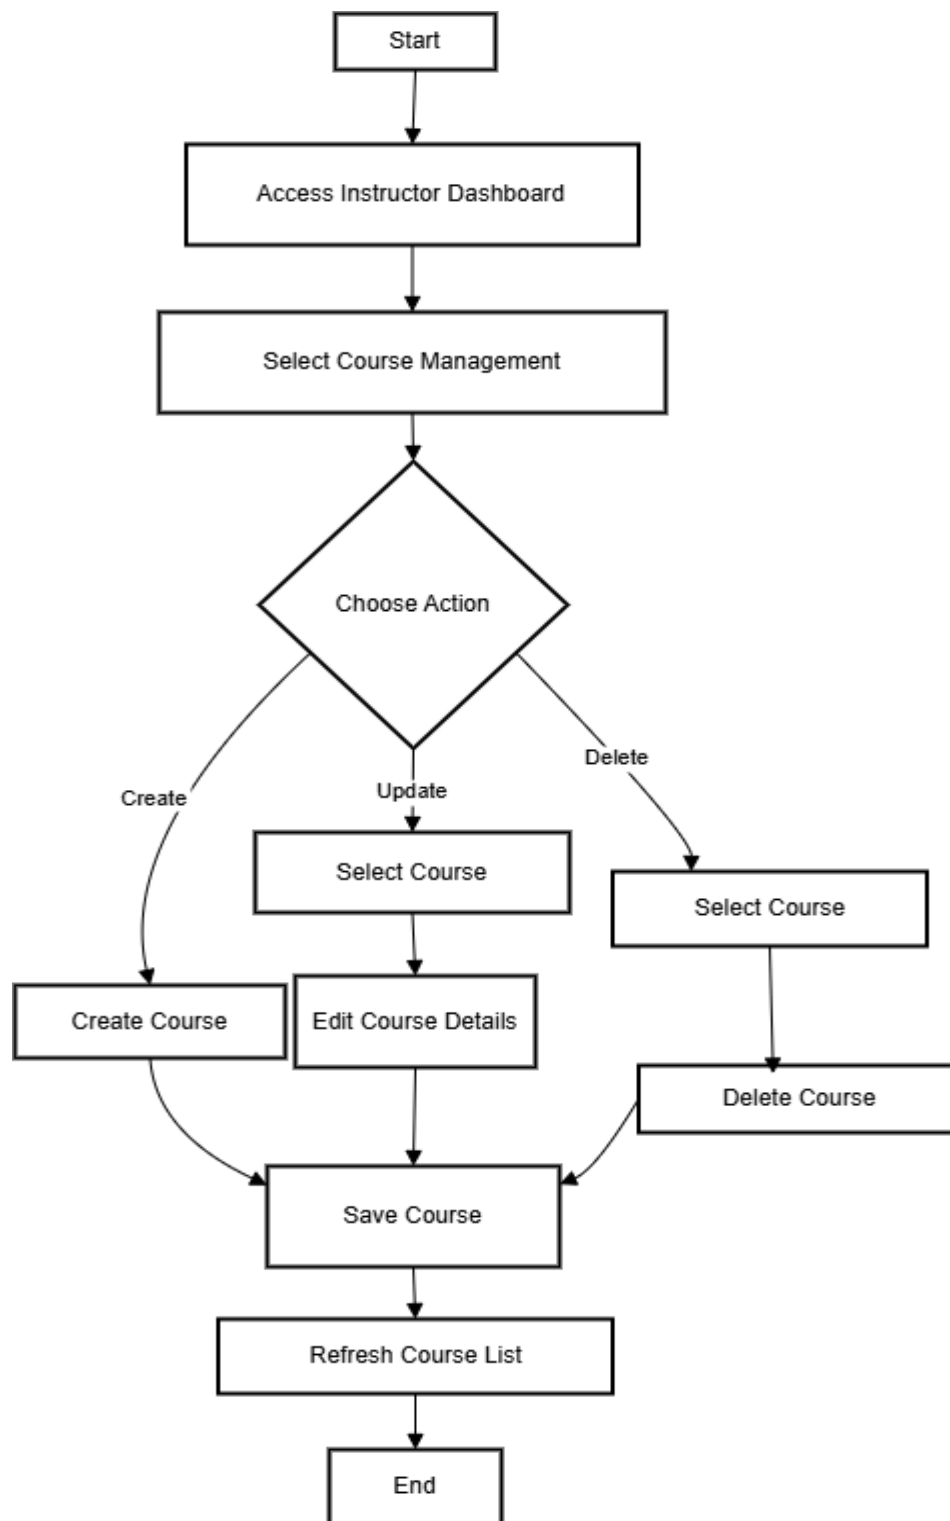 Start
Access Instructor Dashboard
Select Course Management
Choose Action
Create
Update
Delete
Select Course
Select Course
Create Course
Edit Course Details
Delete Course
Save Course
Refresh Course List
End